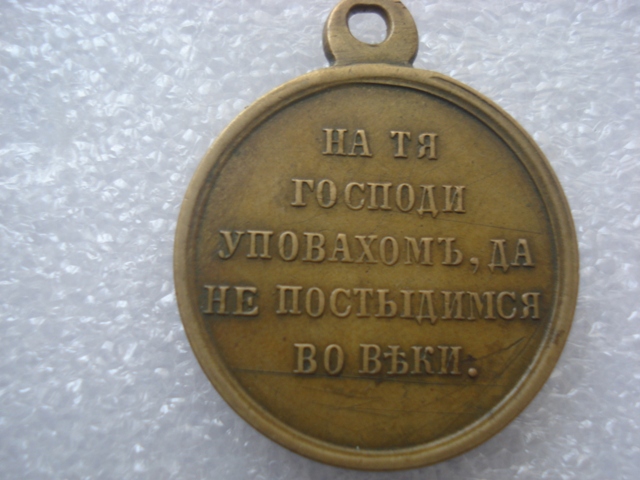 НА ТЯ
ГОСПОДИ
УПОВАХОМЪ, ДА
НЕ ПОСТЫДИМСЯ
ВО ВѢКИ.